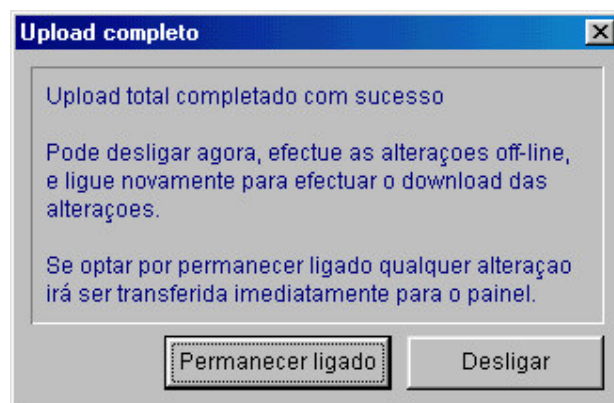 Upload completo
Upload total completado com sucesso
Pode desligar agora, efectue as alteraçoes off-line,
e ligue novamente para efectuar o download das
alteraçoes.
Se optar por permanecer ligado qualquer alteraçao
irá ser transferida imediatamente para o painel.
Permanecer ligado
Desligar